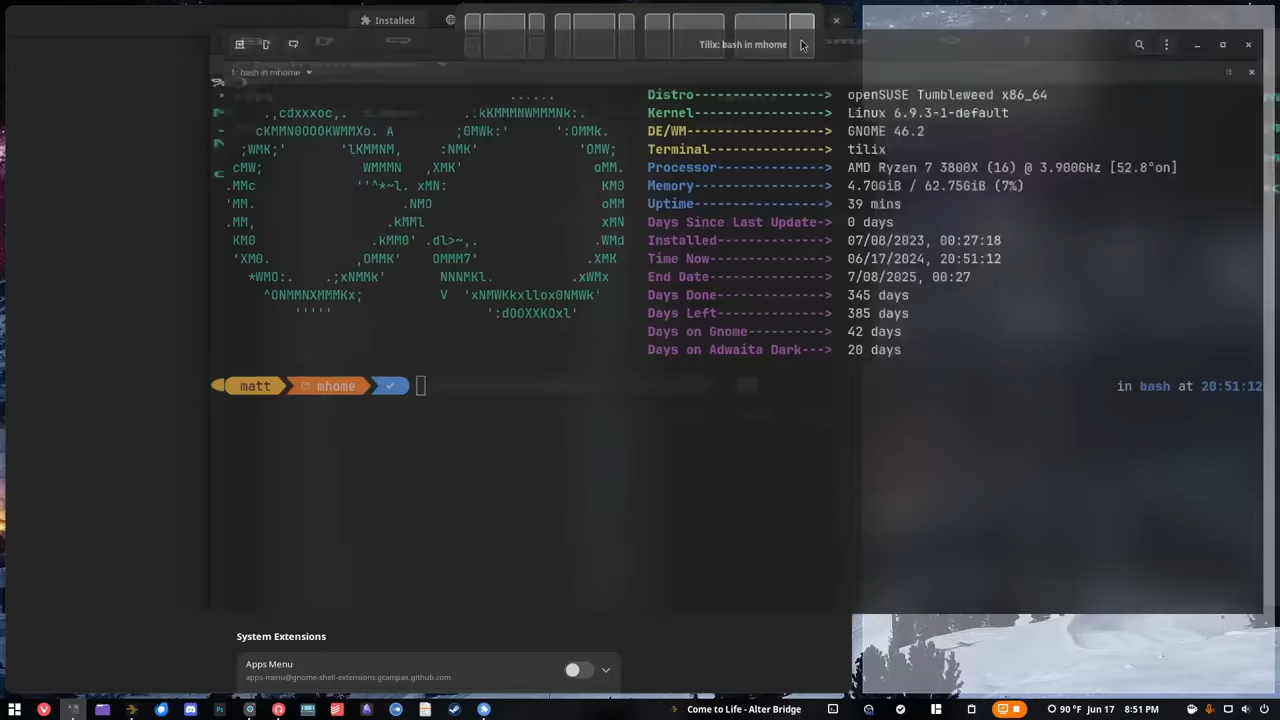 Installed
Tilix: bash in mhome
1: bash in mhome
Distro------------------> openSUSE Tumbleweed x86_64
Kernel------------------> Linux 6.9.3-1-default
DE/WM-------------------> GNOME 46.2
Terminal----------------> tilix
Processor---------------> AMD Ryzen 7 3800X (16) @ 3.900GHz [52.8°on]
Memory------------------> 4.70GiB / 62.75GiB (7%)
Uptime------------------> 39 mins
Days Since Last Update-> 0 days
Installed---------------> 07/08/2023, 00:27:18
Time Now----------------> 06/17/2024, 20:51:12
End Date----------------> 7/08/2025, 00:27
Days Done---------------> 345 days
Days Left---------------> 385 days
Days on Gnome-----------> 42 days
Days on Adwaita Dark---> 20 days
matt mhome in bash at 20:51:12
System Extensions
Apps Menu
apps-menu@gnome-shell-extensions.gcampax.github.com
Come to Life - Alter Bridge 90 °F Jun 17 8:51 PM